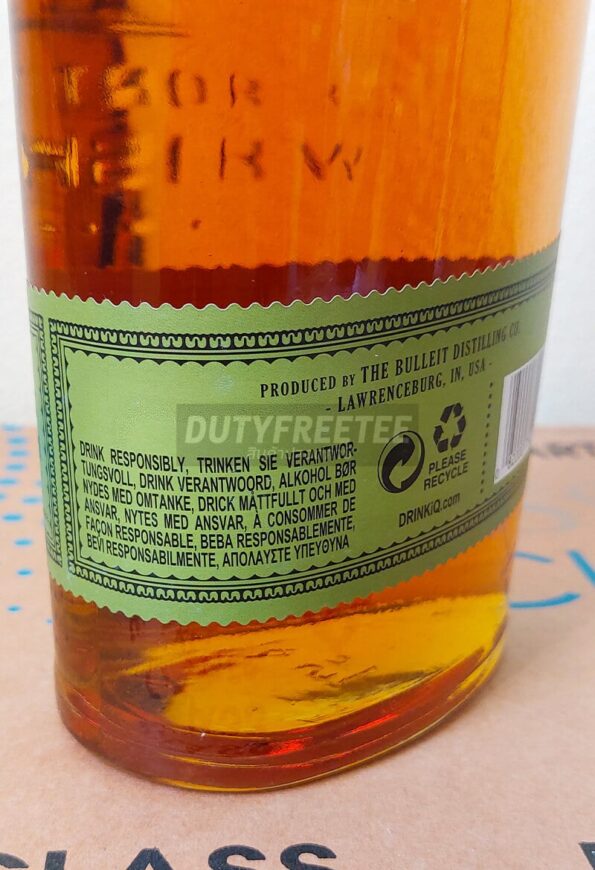 PRODUCED BY THE BULLEIT DISTILLING CO.
- LAWRENCEBURG, IN, USA -
DUTYFREETEE
DRINK RESPONSIBLY, TRINKEN SIE VERANTWOR-
TUNGSVOLL, DRINK VERANTWOORD, ALKOHOL BØR
NYDES MED OMTANKE, DRICK MÅTTFULLT OCH MED
ANSVAR, NYTES MED ANSVAR, À CONSOMMER DE
FAÇON RESPONSABLE, BEBA RESPONSABLEMENTE,
BEVI RESPONSABILMENTE, ΑΠΟΛΑΥΣΤΕ ΥΠΕΥΘΥΝΑ
PLEASE
RECYCLE
DRINKiQ.com
GLASS